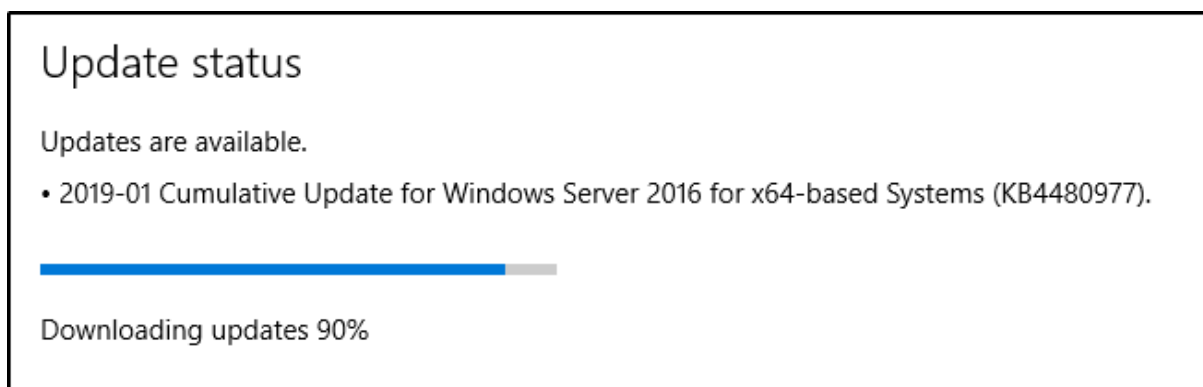 Update status
Updates are available.
• 2019-01 Cumulative Update for Windows Server 2016 for x64-based Systems (KB4480977).
Downloading updates 90%